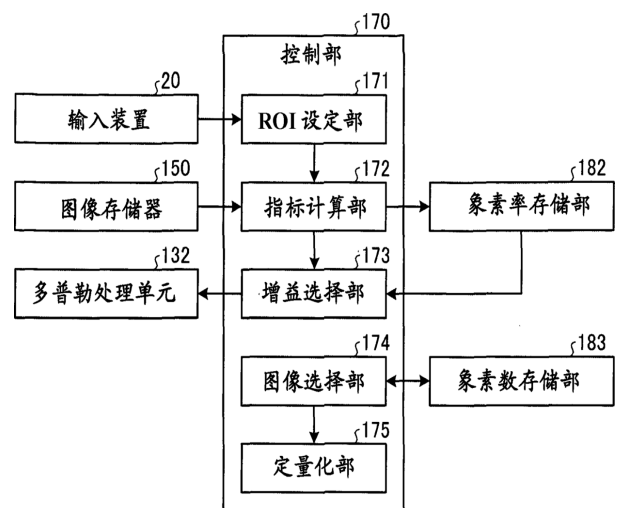 170
控制部
20
输入装置
171
ROI 设定部
150
图像存储器
172
指标计算部
182
象素率存储部
132
多普勒处理单元
173
增益选择部
174
图像选择部
183
象素数存储部
175
定量化部